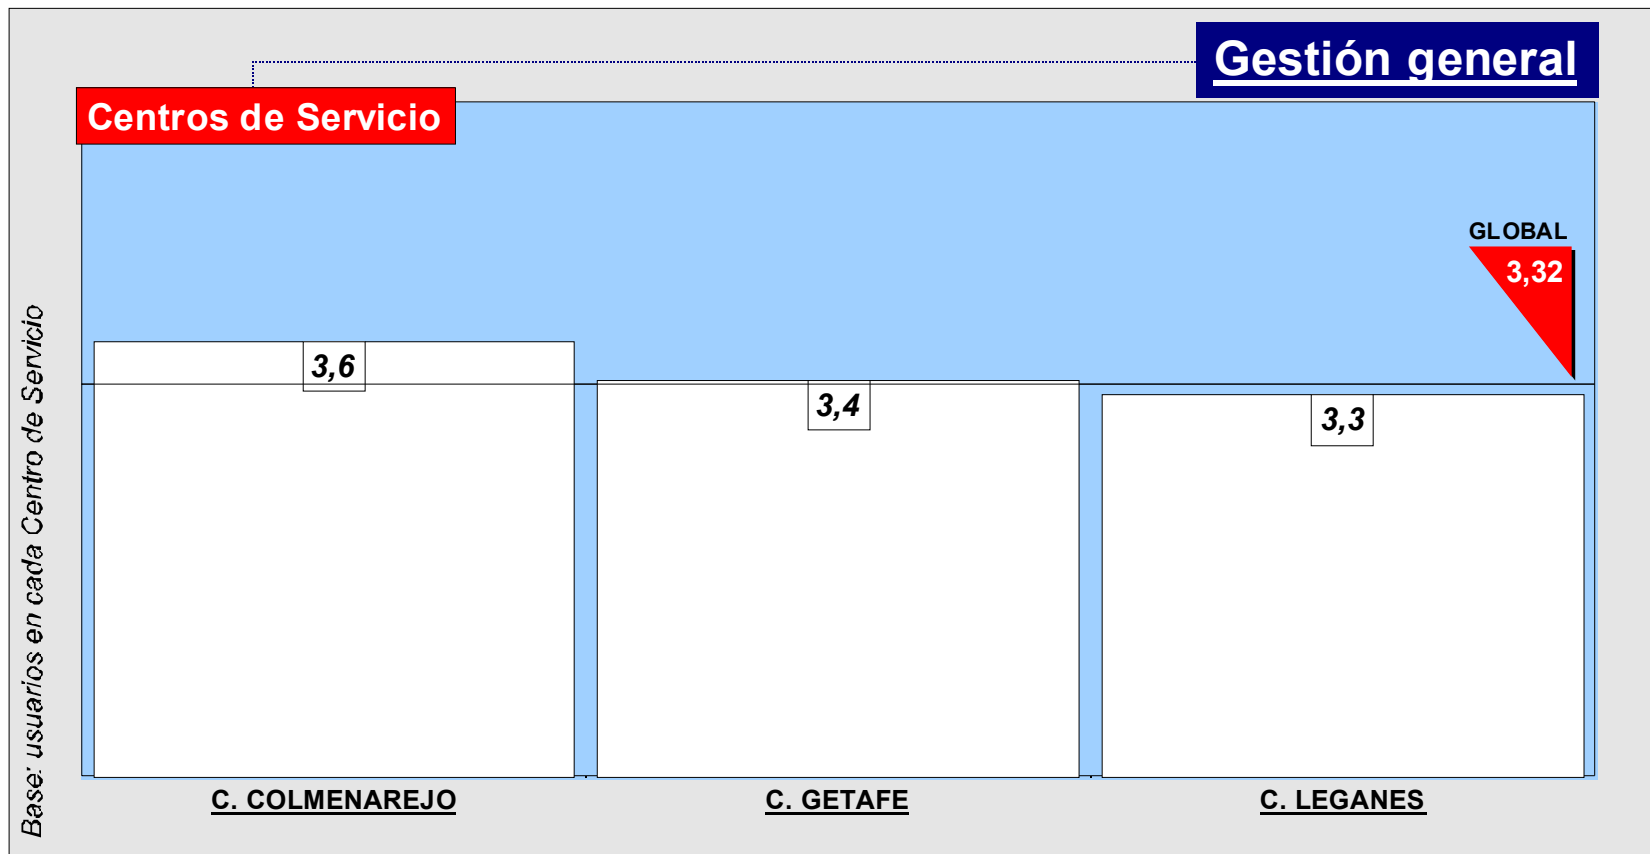 Gestión general
Centros de Servicio
GLOBAL
3,32
3,6
3,4
3,3
Base: usuarios en cada Centro de Servicio
C. COLMENAREJO
C. GETAFE
C. LEGANES